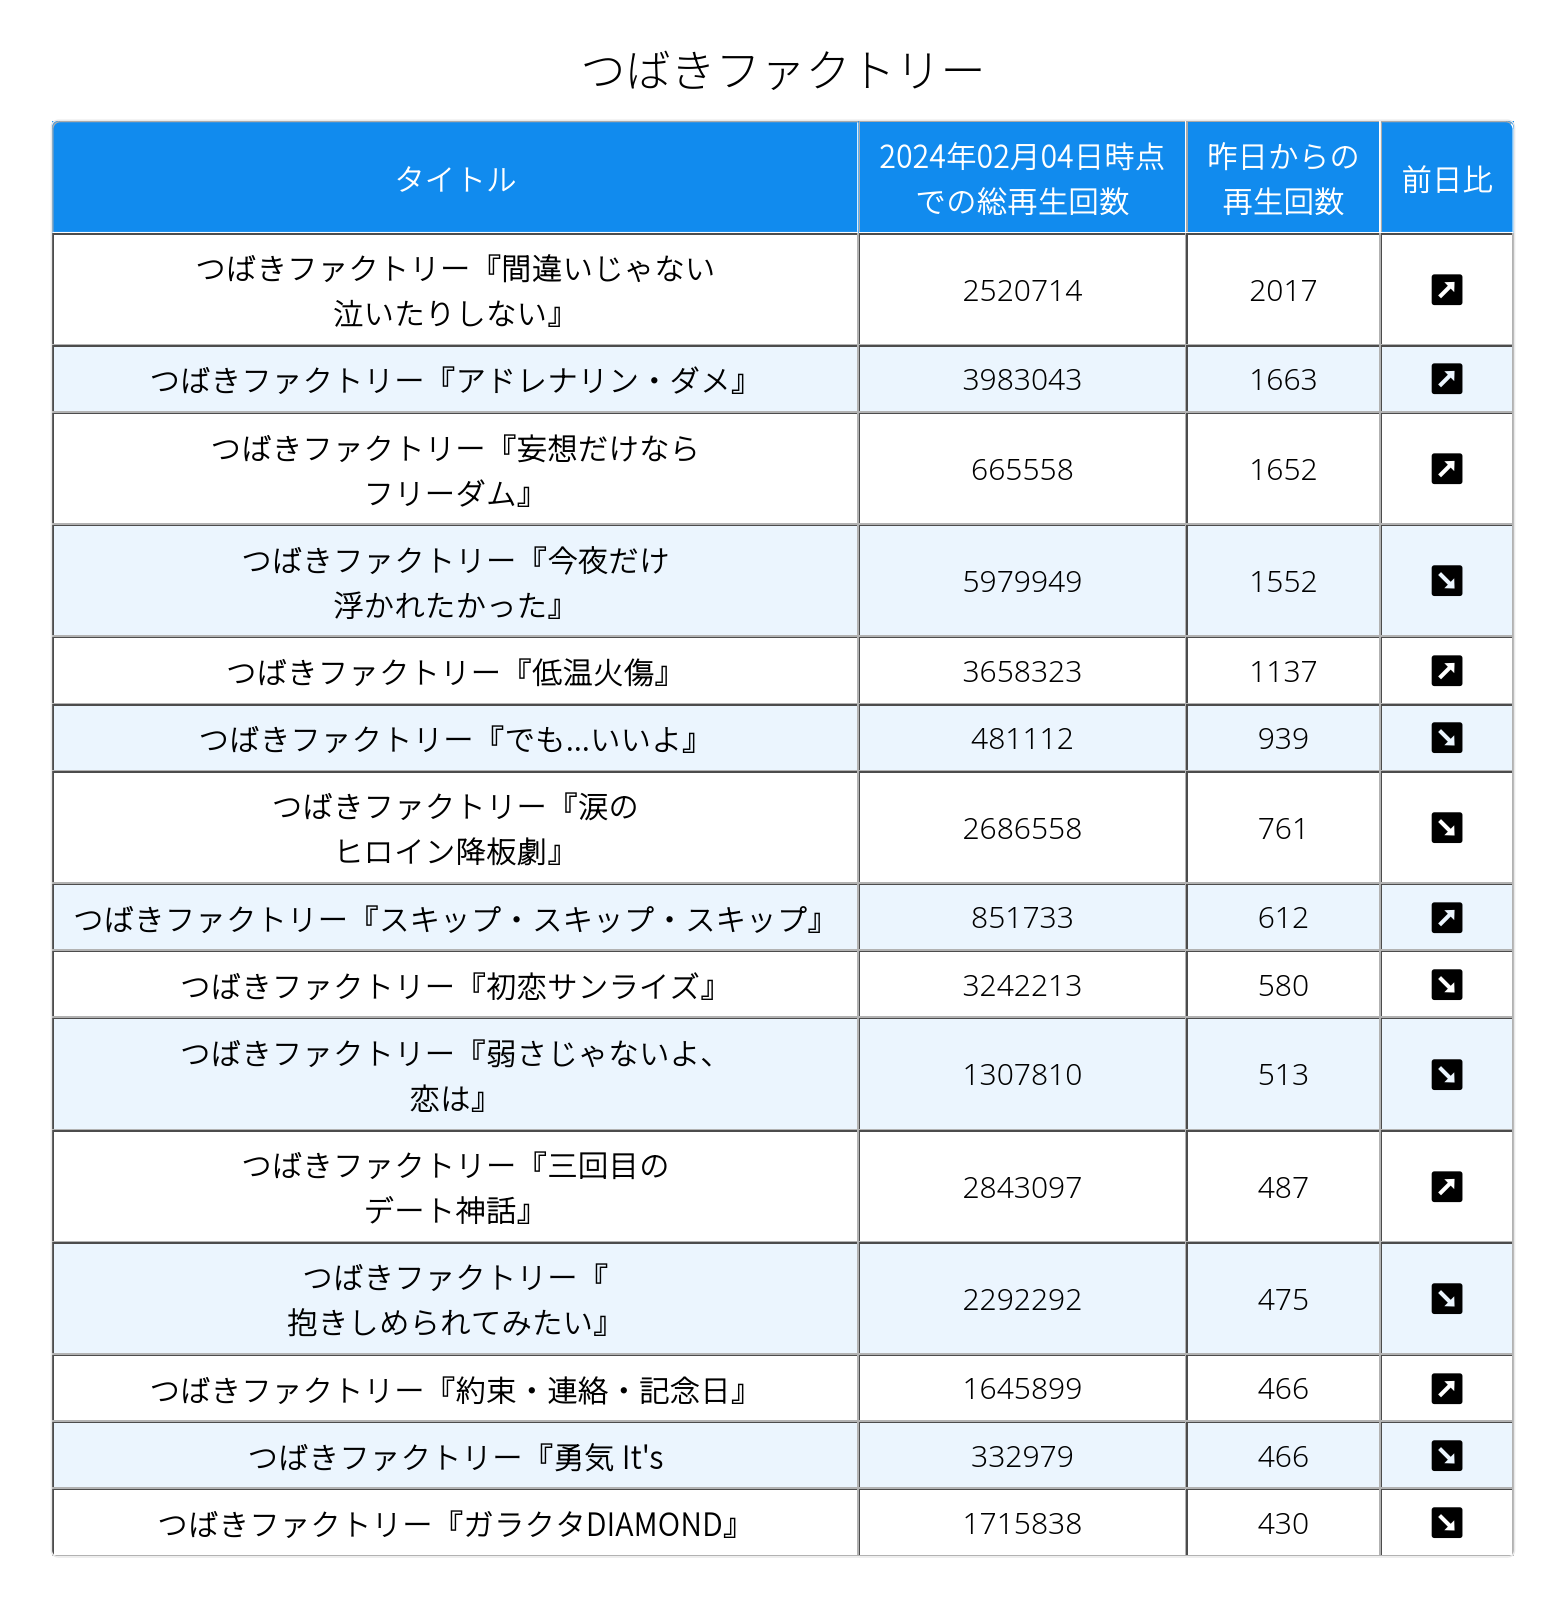 つばきファクトリー
タイトル
2024年02月04日時点
での総再生回数
昨日からの
再生回数
前日比
つばきファクトリー『間違いじゃない
泣いたりしない』
2520714
2017
つばきファクトリー『アドレナリン・ダメ』
3983043
1663
つばきファクトリー『妄想だけなら
フリーダム』
665558
1652
つばきファクトリー『今夜だけ
浮かれたかった』
5979949
1552
つばきファクトリー『低温火傷』
3658323
1137
つばきファクトリー『でも...いいよ』
481112
939
つばきファクトリー『涙の
ヒロイン降板劇』
2686558
761
つばきファクトリー『スキップ・スキップ・スキップ』
851733
612
つばきファクトリー『初恋サンライズ』
3242213
580
つばきファクトリー『弱さじゃないよ、
恋は』
1307810
513
つばきファクトリー『三回目の
デート神話』
2843097
487
つばきファクトリー『
抱きしめられてみたい』
2292292
475
つばきファクトリー『約束・連絡・記念日』
1645899
466
つばきファクトリー『勇気 It's
332979
466
つばきファクトリー『ガラクタDIAMOND』
1715838
430